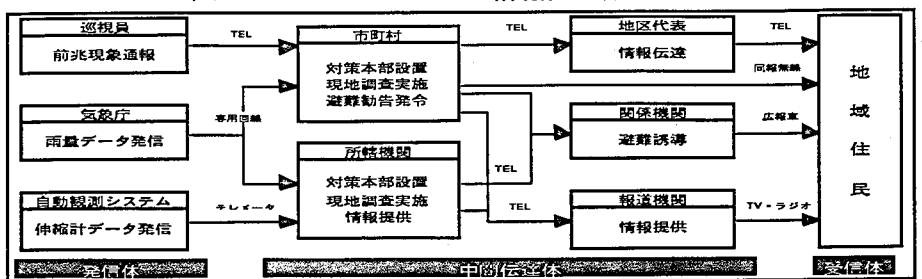 巡視員
前兆現象通報
気象庁
雨量データ発信
自動観測システム
伸縮計データ発信
TEL
専用回線
テレメータ
市町村
対策本部設置
現地調査実施
避難勧告発令
所轄機関
対策本部設置
現地調査実施
情報提供
TEL
TEL
TEL
地区代表
情報伝達
関係機関
避難誘導
報道機関
情報提供
TEL
同報無線
広報車
TV・ラジオ
地域住民
発信体
中間伝達体
受信体